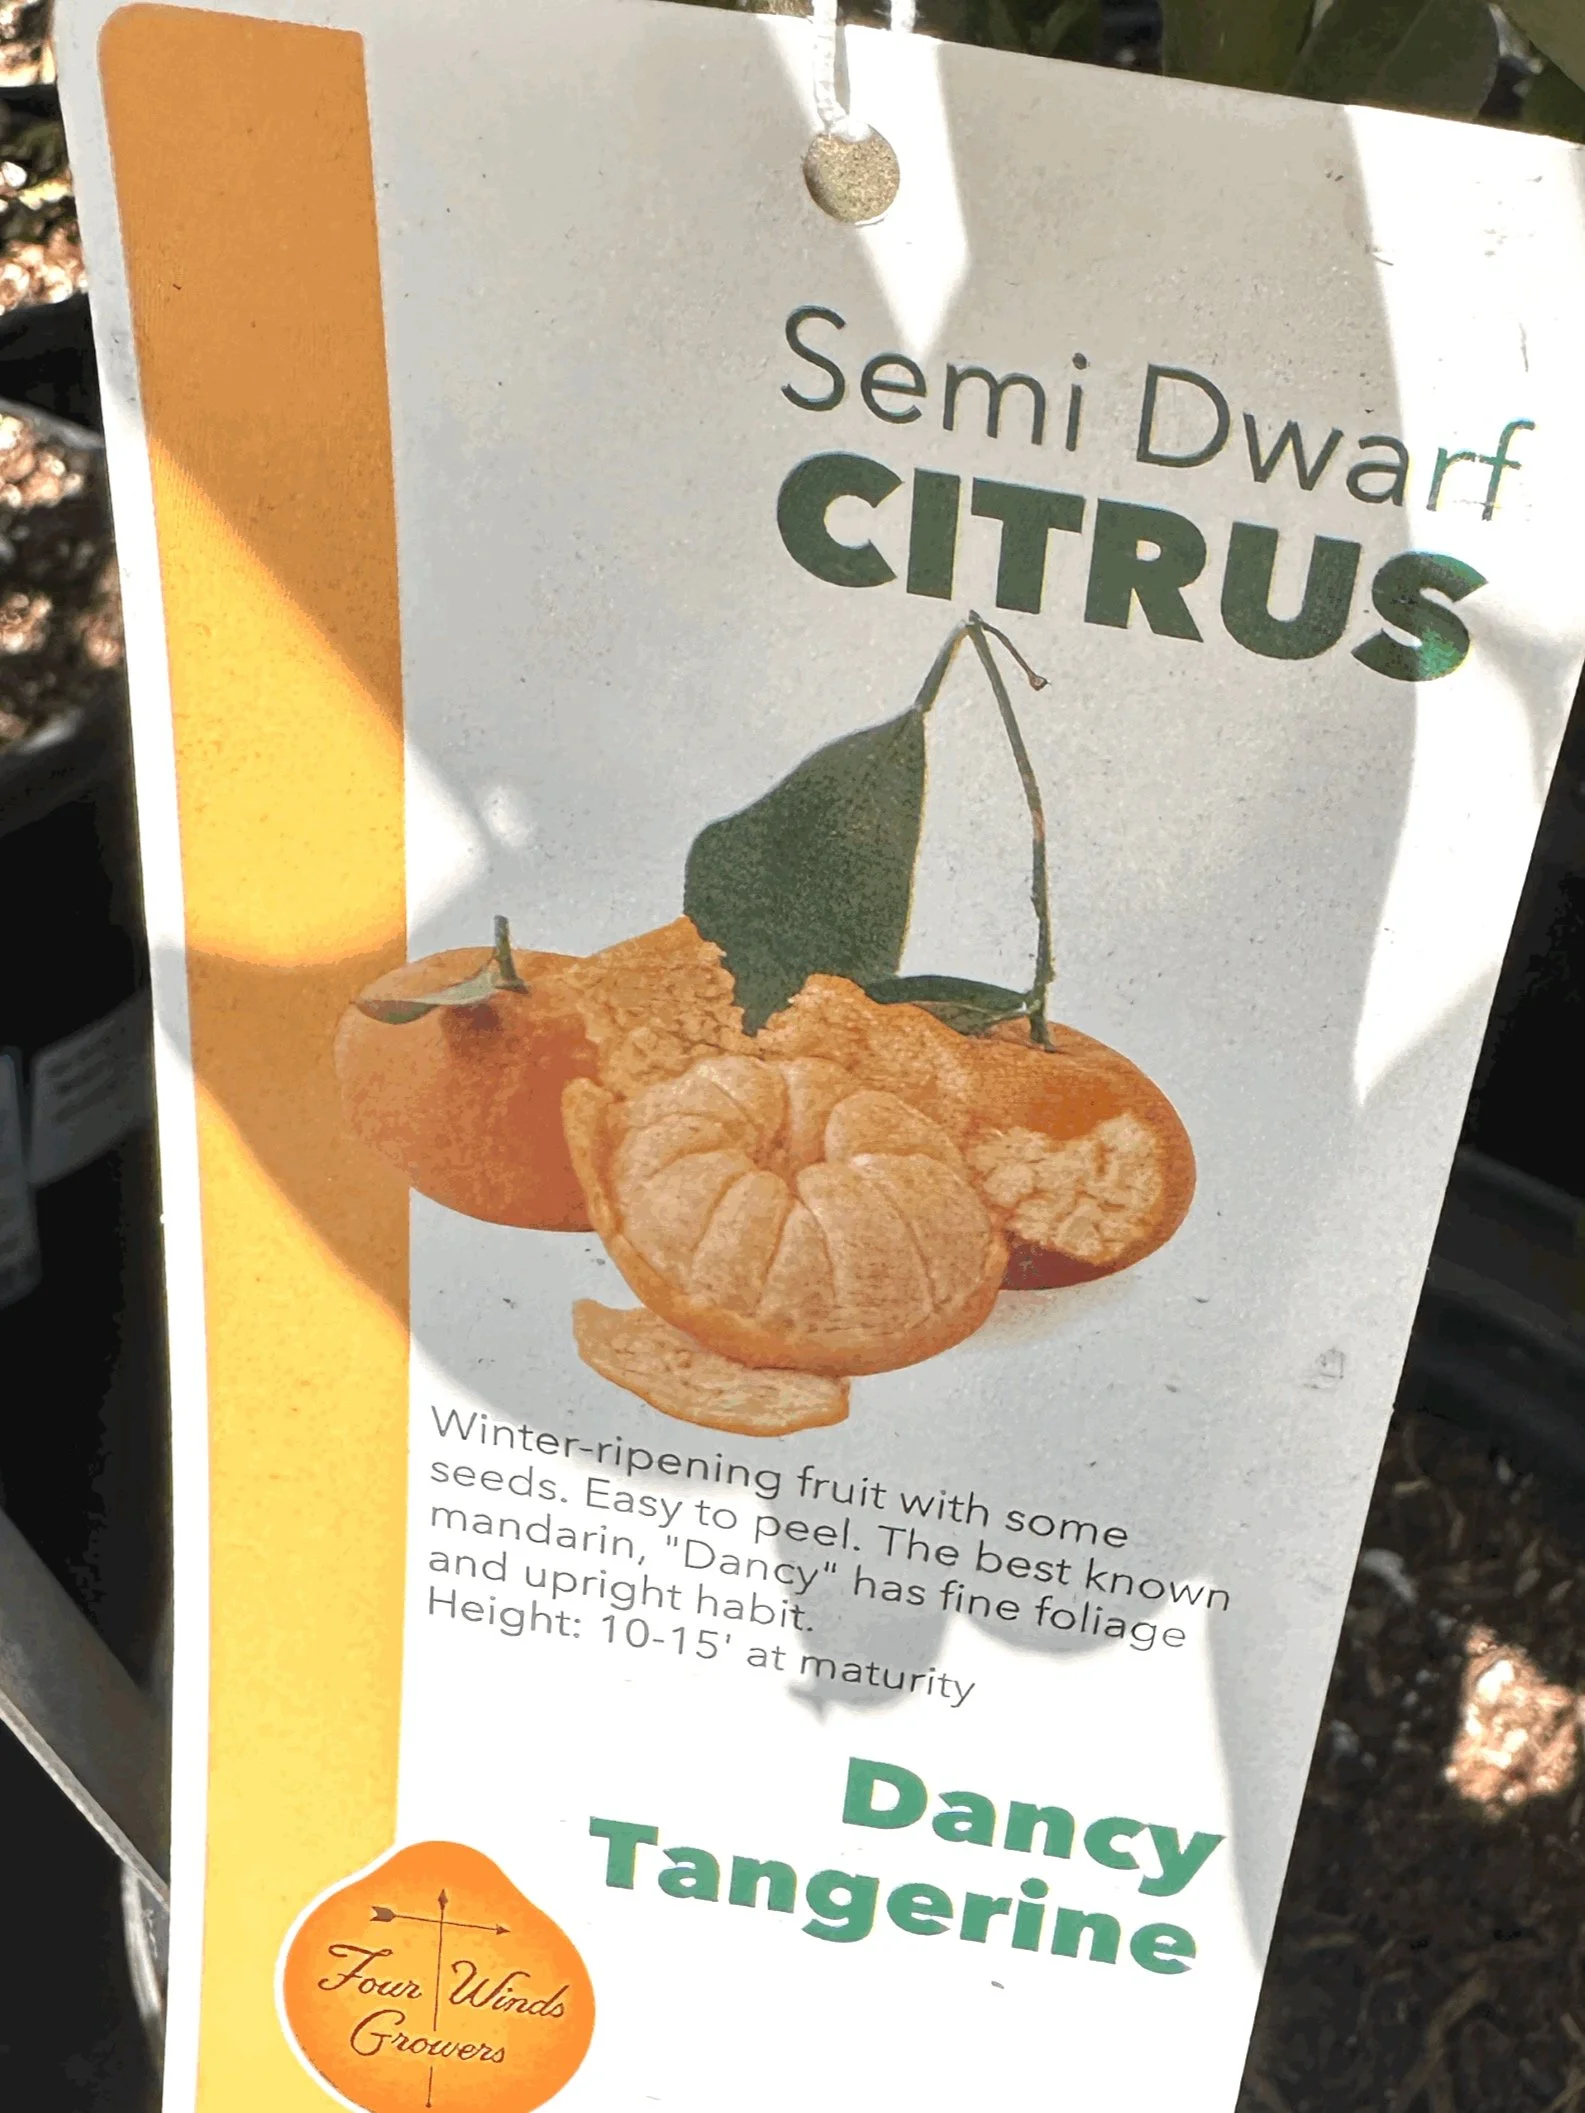 Semi Dwarf
CITRUS
Winter-ripening fruit with some
seeds. Easy to peel. The best known
mandarin, "Dancy" has fine foliage
and upright habit.
Height: 10-15' at maturity
Dancy
Tangerine
Four Winds
Growers